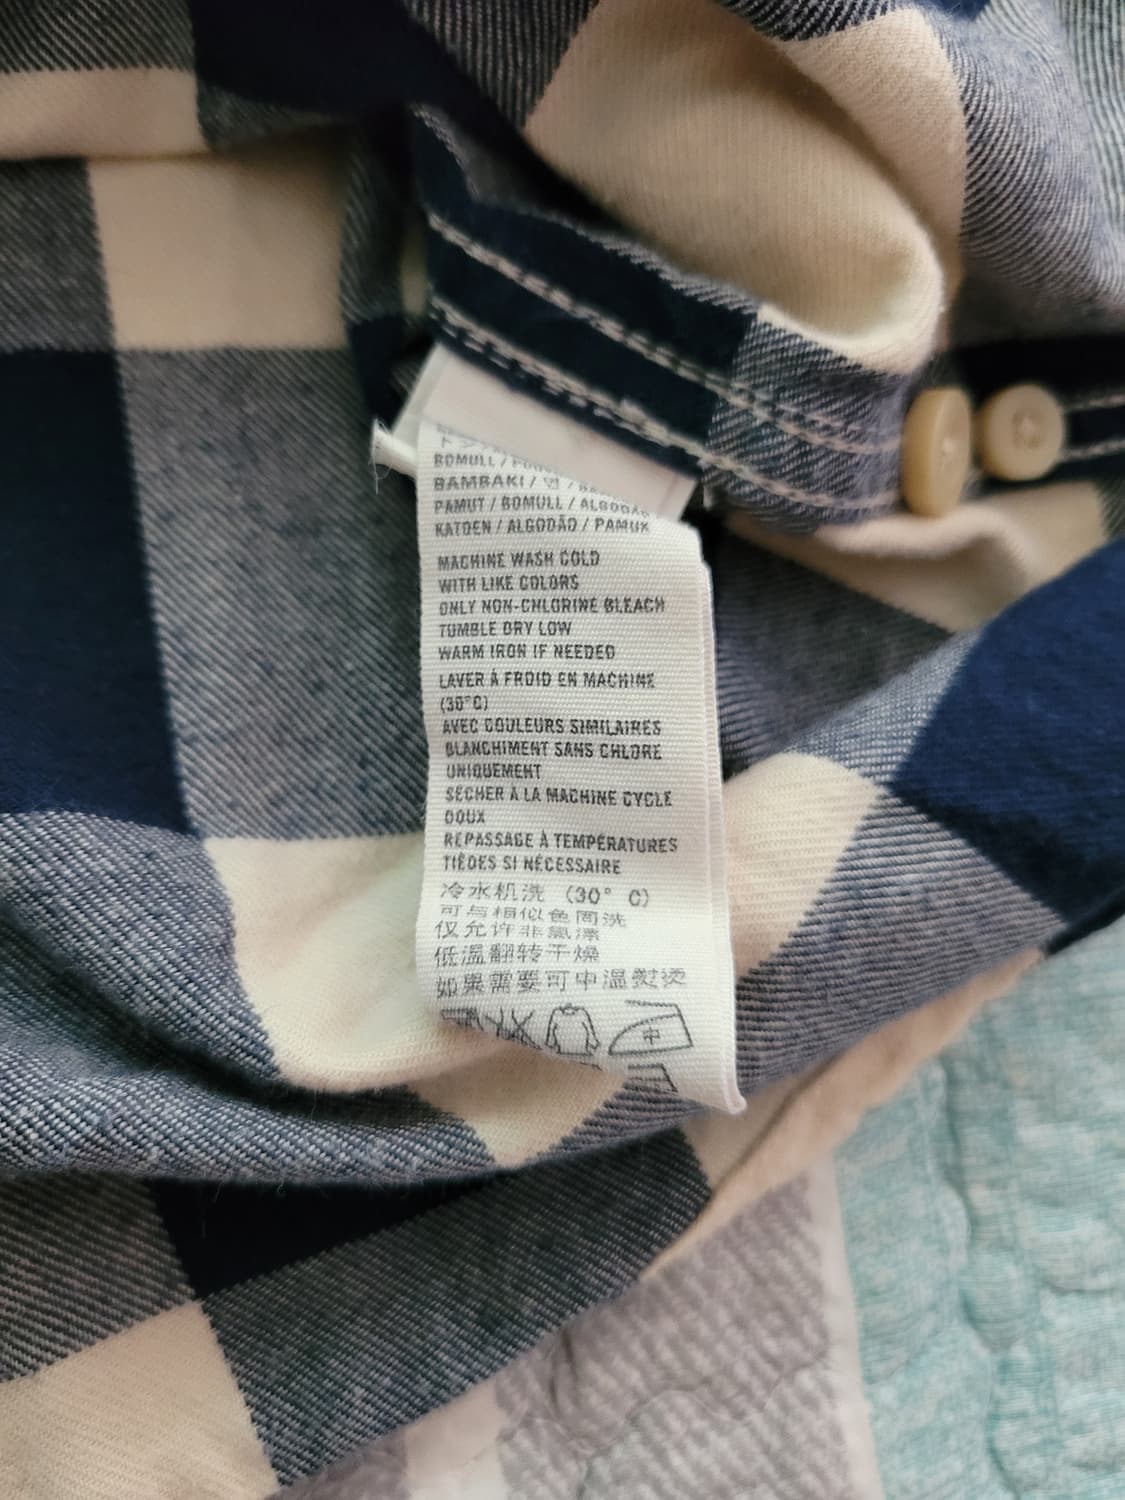 BOMULL /
BAMBAKI / 면 /
PAMUT / BOMULL / ALGODÃO
KATOEN / ALGODÃO / PAMUK
MACHINE WASH COLD
WITH LIKE COLORS
ONLY NON-CHLORINE BLEACH
TUMBLE DRY LOW
WARM IRON IF NEEDED
LAVER À FROID EN MACHINE
(30°C)
AVEC COULEURS SIMILAIRES
BLANCHIMENT SANS CHLORE
UNIQUEMENT
SÉCHER À LA MACHINE CYCLE
DOUX
REPASSAGE À TEMPÉRATURES
TIÈDES SI NÉCESSAIRE
冷水机洗 (30° C)
可与相似色同洗
仅允许非氯漂
低温翻转干燥
如果需要可中温熨烫
中